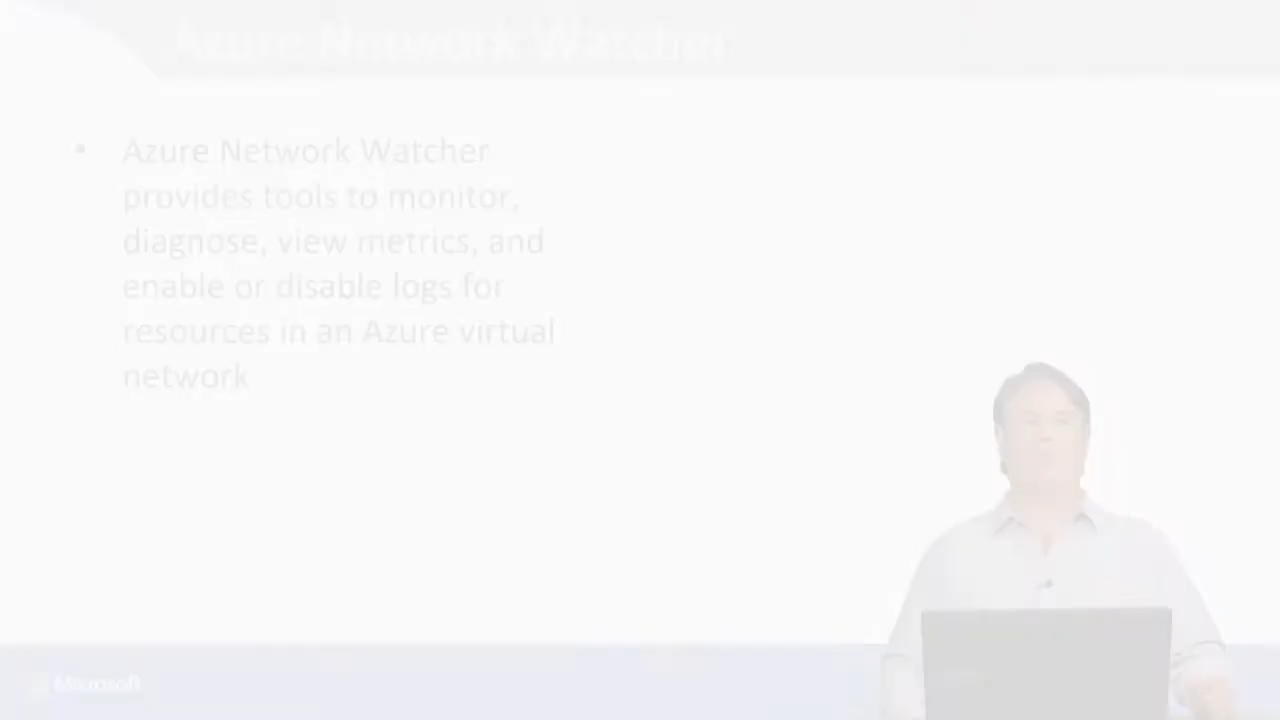 Azure Network Watcher
• Azure Network Watcher
provides tools to monitor,
diagnose, view metrics, and
enable or disable logs for
resources in an Azure virtual
network
Microsoft